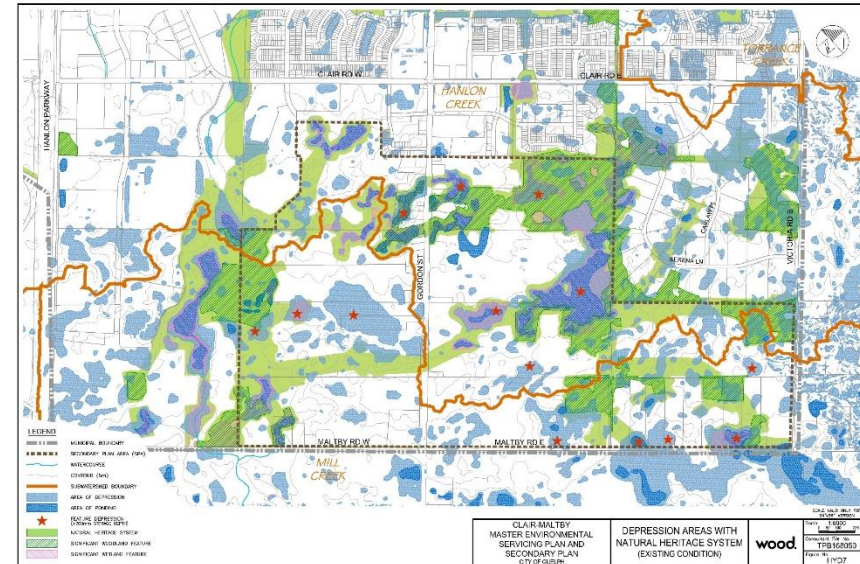 CLAIR RD W
CLAIR RD E
TORRANCE
CREEK
HANLON
CREEK
HANLON PARKWAY
GORDON ST
VICTORIA RD S
MALTBY RD W
MALTBY RD E
MILL
CREEK
LEGEND
MUNICIPAL BOUNDARY
SECONDARY PLAN AREA (SPA)
WATERCOURSE
SUBWATERSHED BOUNDARY
AREA OF DEPRESSION
AREA OF PONDING
FEATURE DEPRESSION
NATURAL HERITAGE SYSTEM
SIGNIFICANT WOODLAND FEATURE
SIGNIFICANT WETLAND FEATURE
CLAIR-MALTBY
MASTER ENVIRONMENTAL
SERVICING PLAN AND
SECONDARY PLAN
CITY OF GUELPH
DEPRESSION AREAS WITH
NATURAL HERITAGE SYSTEM
(EXISTING CONDITION)
wood.